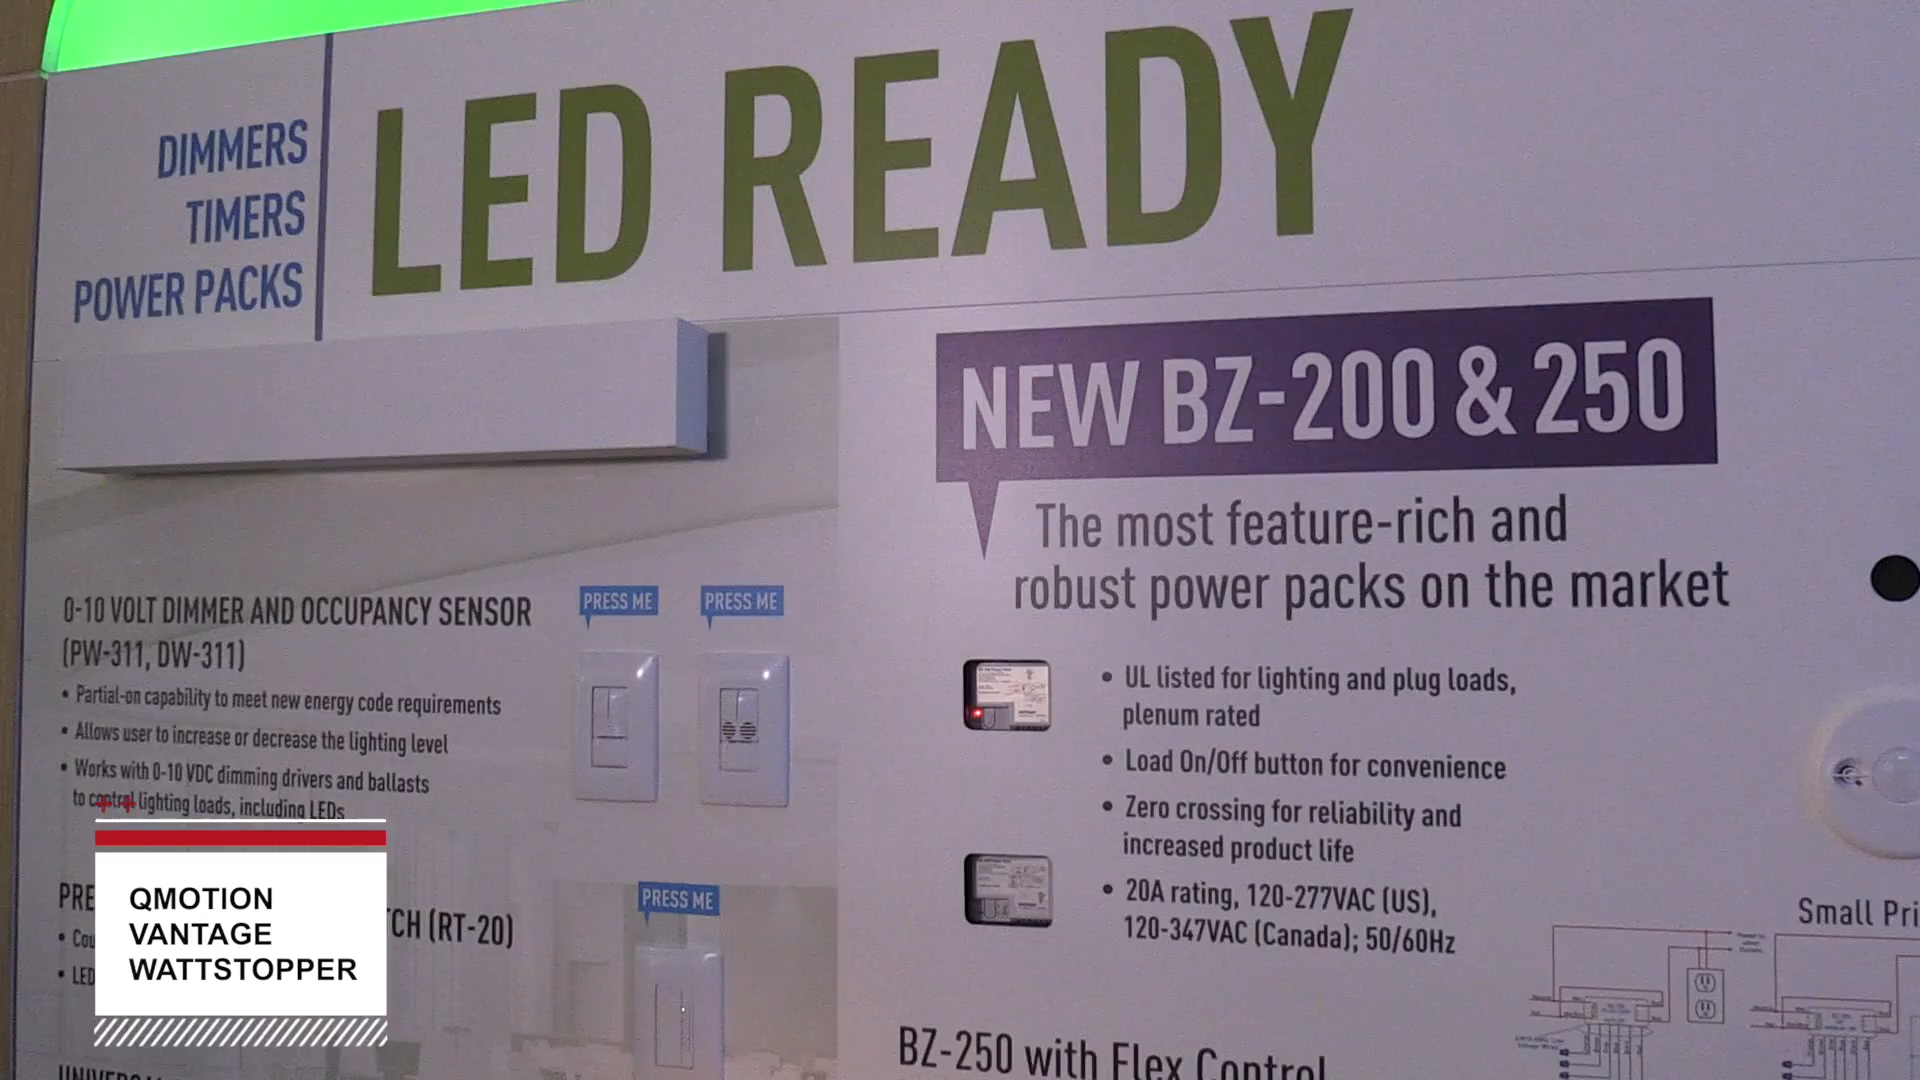 DIMMERS
TIMERS
POWER PACKS
LED READY
NEW BZ-200 & 250
The most feature-rich and
robust power packs on the market
0-10 VOLT DIMMER AND OCCUPANCY SENSOR
(PW-311, DW-311)
• Partial-on capability to meet new energy code requirements
• Allows user to increase or decrease the lighting level
• Works with 0-10 VDC dimming drivers and ballasts
to control lighting loads, including LEDs
PRESS ME
PRESS ME
• UL listed for lighting and plug loads,
plenum rated
• Load On/Off button for convenience
• Zero crossing for reliability and
increased product life
• 20A rating, 120-277VAC (US),
120-347VAC (Canada); 50/60Hz
PRE
TCH (RT-20)
• Cou
• LED
PRESS ME
QMOTION
VANTAGE
WATTSTOPPER
Small Pri
BZ-250 with Flex Control